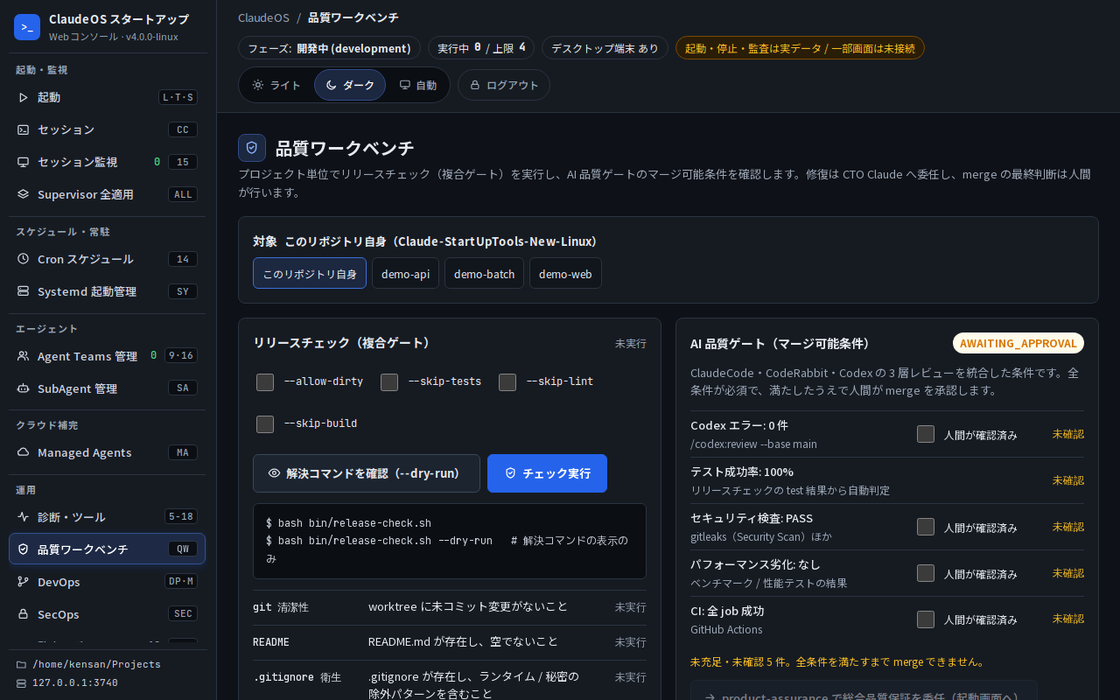 >_
ClaudeOS スタートアップ
Web コンソール · v4.0.0-linux
起動・監視
起動 L·T·S
セッション CC
セッション監視 0 15
Supervisor 全適用 ALL
スケジュール・常駐
Cron スケジュール 14
Systemd 起動管理 SY
エージェント
Agent Teams 管理 0 9-16
SubAgent 管理 SA
クラウド補完
Managed Agents MA
運用
診断・ツール 5-18
品質ワークベンチ QW
DevOps DP·M
SecOps SEC
/home/kensan/Projects
127.0.0.1:3740
ClaudeOS / 品質ワークベンチ
フェーズ: 開発中 (development)
実行中 0 / 上限 4
デスクトップ端末 あり
起動・停止・監査は実データ / 一部画面は未接続
ライト
ダーク
自動
ログアウト
品質ワークベンチ
プロジェクト単位でリリースチェック（複合ゲート）を実行し、AI 品質ゲートのマージ可能条件を確認します。修復は CTO Claude へ委任し、merge の最終判断は人間
が行います。
対象 このリポジトリ自身（Claude-StartUpTools-New-Linux）
このリポジトリ自身
demo-api
demo-batch
demo-web
リリースチェック（複合ゲート） 未実行
--allow-dirty
--skip-tests
--skip-lint
--skip-build
解決コマンドを確認（--dry-run）
チェック実行
$ bash bin/release-check.sh
$ bash bin/release-check.sh --dry-run # 解決コマンドの表示の
み
git 清潔性 worktree に未コミット変更がないこと 未実行
README README.md が存在し、空でないこと 未実行
.gitignore 衛生 .gitignore が存在し、ランタイム / 秘密の 未実行
除外パターンを含むこと
AI 品質ゲート（マージ可能条件） AWAITING_APPROVAL
ClaudeCode・CodeRabbit・Codex の 3 層レビューを統合した条件です。全
条件が必須で、満たしたうえで人間が merge を承認します。
Codex エラー: 0 件
/codex:review --base main
人間が確認済み 未確認
テスト成功率: 100%
リリースチェックの test 結果から自動判定
未確認
セキュリティ検査: PASS
gitleaks（Security Scan）ほか
人間が確認済み 未確認
パフォーマンス劣化: なし
ベンチマーク / 性能テストの結果
人間が確認済み 未確認
CI: 全 job 成功
GitHub Actions
人間が確認済み 未確認
未充足・未確認 5 件。全条件を満たすまで merge できません。
→ product-assurance で総合品質保証を委任（起動画面へ）